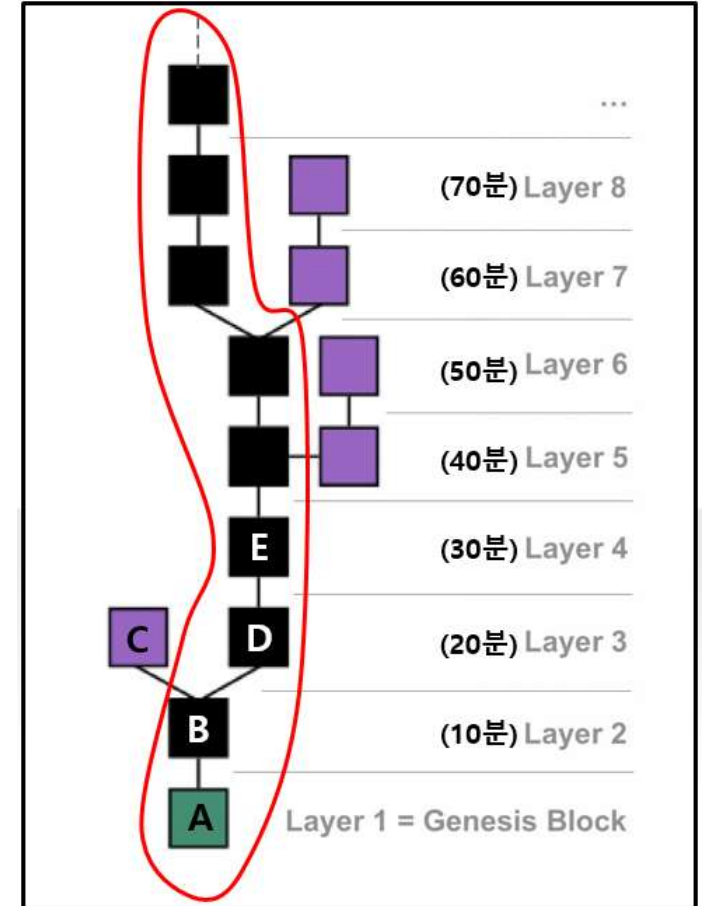 ...
(70분) Layer 8
(60분) Layer 7
(50분) Layer 6
(40분) Layer 5
E (30분) Layer 4
C D (20분) Layer 3
B (10분) Layer 2
A Layer 1 = Genesis Block